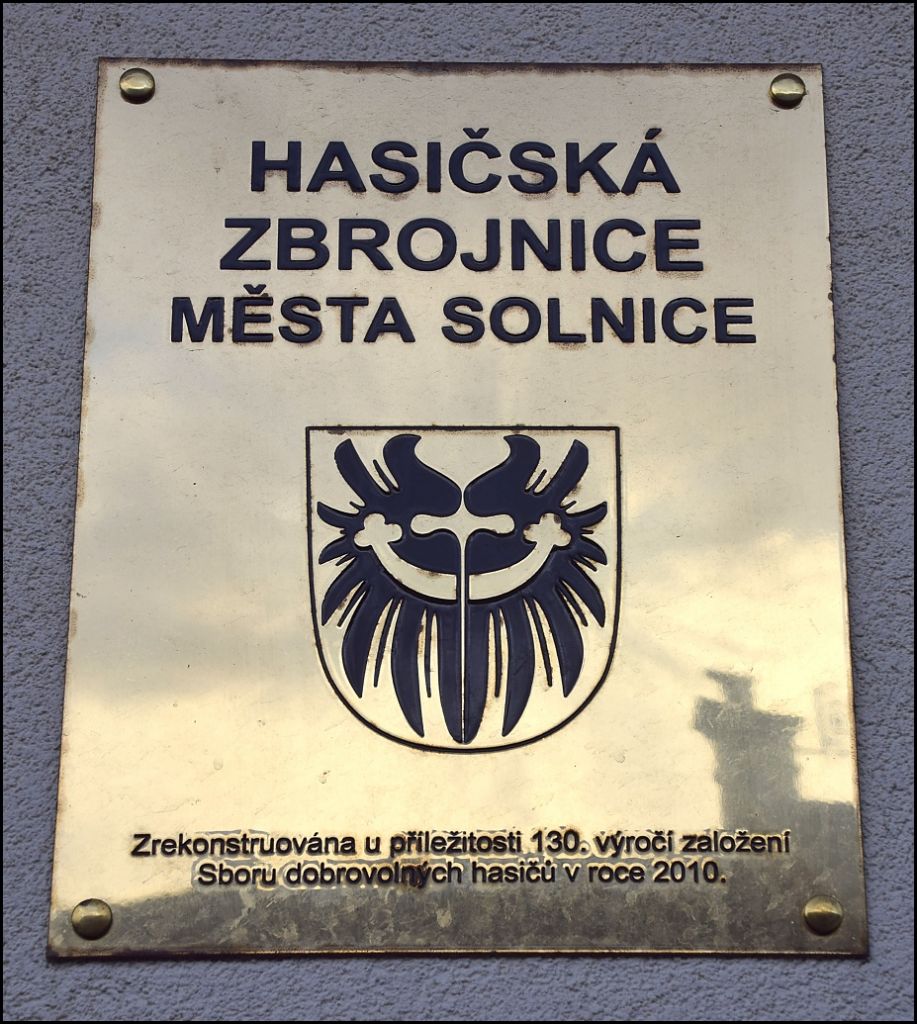 HASIČSKÁ
ZBROJNICE
MĚSTA SOLNICE
Zrekonstruována u příležitosti 130. výročí založení
Sboru dobrovolných hasičů v roce 2010.